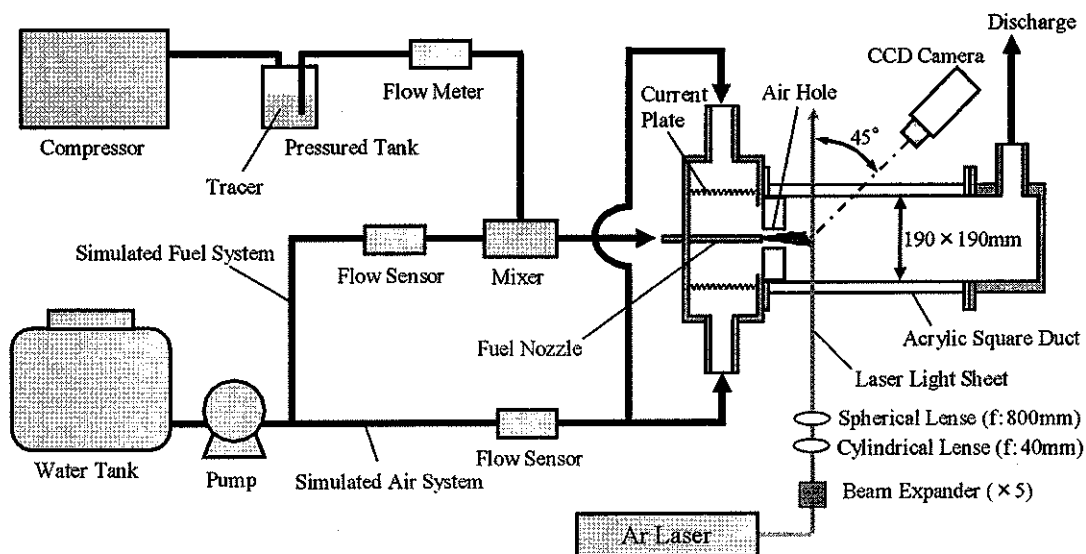 Discharge
CCD Camera
Air Hole
Current
Plate
Flow Meter
45°
Compressor
Pressured Tank
Tracer
Simulated Fuel
System
190×190mm
Flow Sensor
Mixer
Fuel Nozzle
Acrylic Square Duct
Laser Light Sheet
Spherical Lense (f:800mm)
Cylindrical Lense (f:40mm)
Water Tank
Pump
Simulated Air System
Flow Sensor
Beam Expander (×5)
Ar Laser